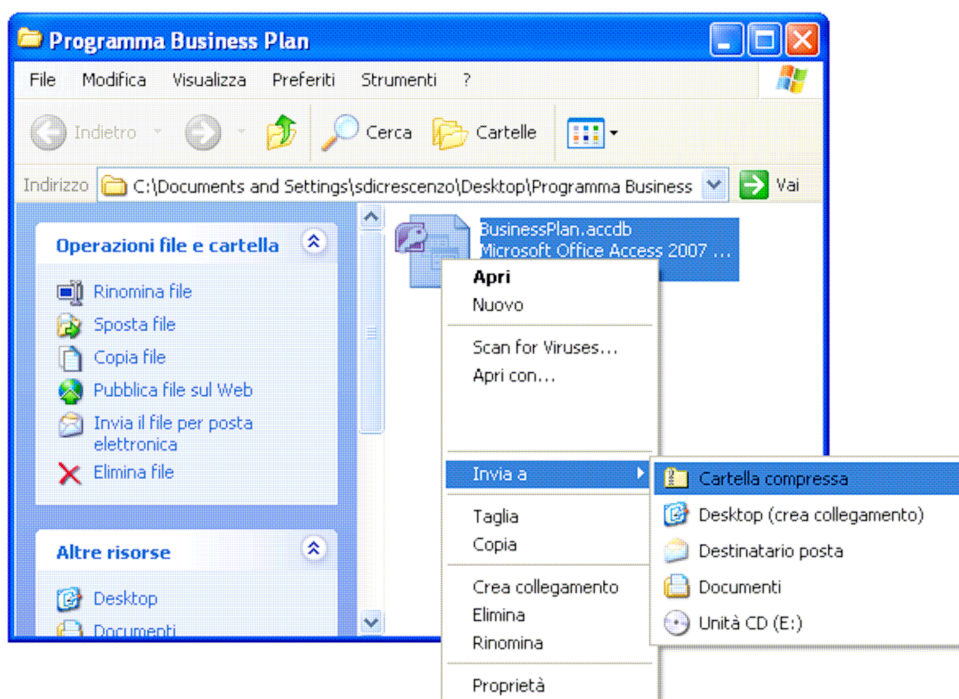 Programma Business Plan
File Modifica Visualizza Preferiti Strumenti ?
Indietro Cerca Cartelle
Indirizzo C:\Documents and Settings\sdicrescenzo\Desktop\Programma Business Vai
Operazioni file e cartella
Rinomina file
Sposta file
Copia file
Pubblica file sul Web
Invia il file per posta
elettronica
Elimina file
Altre risorse
Desktop
Documenti
BusinessPlan.accdb
Microsoft Office Access 2007 ...
Apri
Nuovo
Scan for Viruses...
Apri con...
Invia a
Taglia
Copia
Crea collegamento
Elimina
Rinomina
Proprietà
Cartella compressa
Desktop (crea collegamento)
Destinatario posta
Documenti
Unità CD (E:)